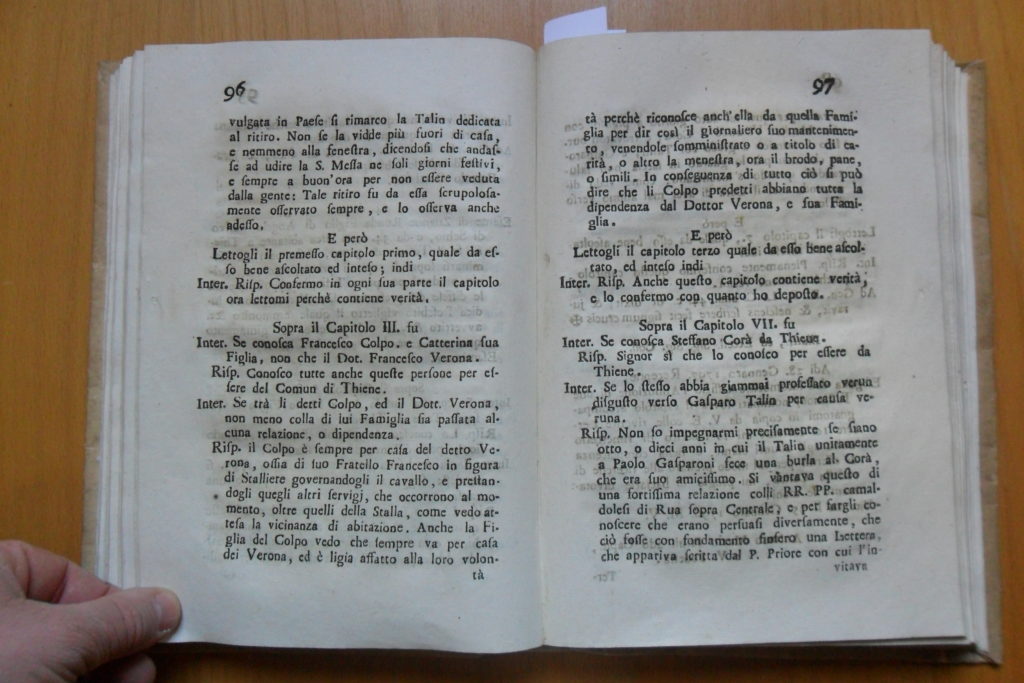 96
vulgata in Paese si rimarco la Talin dedicata
al ritiro. Non se la vidde più fuori di casa,
e nemmeno alla fenestra, dicendosi che andas-
se ad udire la S. Messa ne soli giorni festivi,
e sempre a buon'ora per non essere veduta
dalla gente: Tale ritiro fu da essa scrupolosa-
mente osservato sempre, e lo osserva anche
adesso.
E però
Lettogli il premesso capitolo primo, quale da es-
so bene ascoltato ed inteso; indi
Inter. Risp. Confermo in ogni sua parte il capitolo
ora lettomi perchè contiene verità.
Sopra il Capitolo III. fu
Inter. Se conosca Francesco Colpo, e Catterina sua
Figlia, non che il Dot. Francesco Verona.
Risp. Conosco tutte anche queste persone per es-
sere del Comun di Thiene.
Inter. Se trà li detti Colpo, ed il Dott. Verona,
non meno colla di lui Famiglia sia passata al-
cuna relazione, o dipendenza.
Risp. il Colpo è sempre per casa del detto Ve-
rona, ossia di suo Fratello Francesco in figura
di Stalliere governandogli il cavallo, e prestan-
dogli quegli altri servigj, che occorrono al mo-
mento, oltre quelli della Stalla, come vedo at-
tesa la vicinanza di abitazione. Anche la Fi-
glia del Colpo vedo che sempre va per casa
dei Verona, ed è ligia affatto alla loro volon-
tà
97
tà perchè riconosce anch'ella da quella Fami-
glia per dir così il giornaliero suo mantenimen-
to, venendole somministrato o a titolo di ca-
rità, o altro la menestra, ora il brodo, pane,
o simili. In conseguenza di tutto ciò si può
dire che li Colpo predetti abbiano tutta la
dipendenza dal Dottor Verona, e sua Fami-
glia.
E però
Lettogli il capitolo terzo quale da esso bene ascol-
tato, ed inteso indi
Inter. Risp. Anche questo capitolo contiene verità,
e lo confermo con quanto ho deposto.
Sopra il Capitolo VII. fu
Inter. Se conosca Steffano Corà da Thiene.
Risp. Signor sì che lo conosco per essere da
Thiene.
Inter. Se lo stesso abbia giammai professato verun
disgusto verso Gasparo Talin per causa ve-
runa.
Risp. Non so impegnarmi precisamente se siano
otto, o dieci anni in cui il Talin unitamente
a Paolo Gasparoni fece una burla al Corà,
che era suo amicissimo. Si vantava questo di
una fortissima relazione colli RR. PP. camal-
dolesi di Rua sopra Centrale, e per fargli co-
noscere che erano persuasi diversamente, che
ciò fosse con fondamento finsero una Lettera,
che appariva scritta dal P. Priore con cui l'in-
vitava